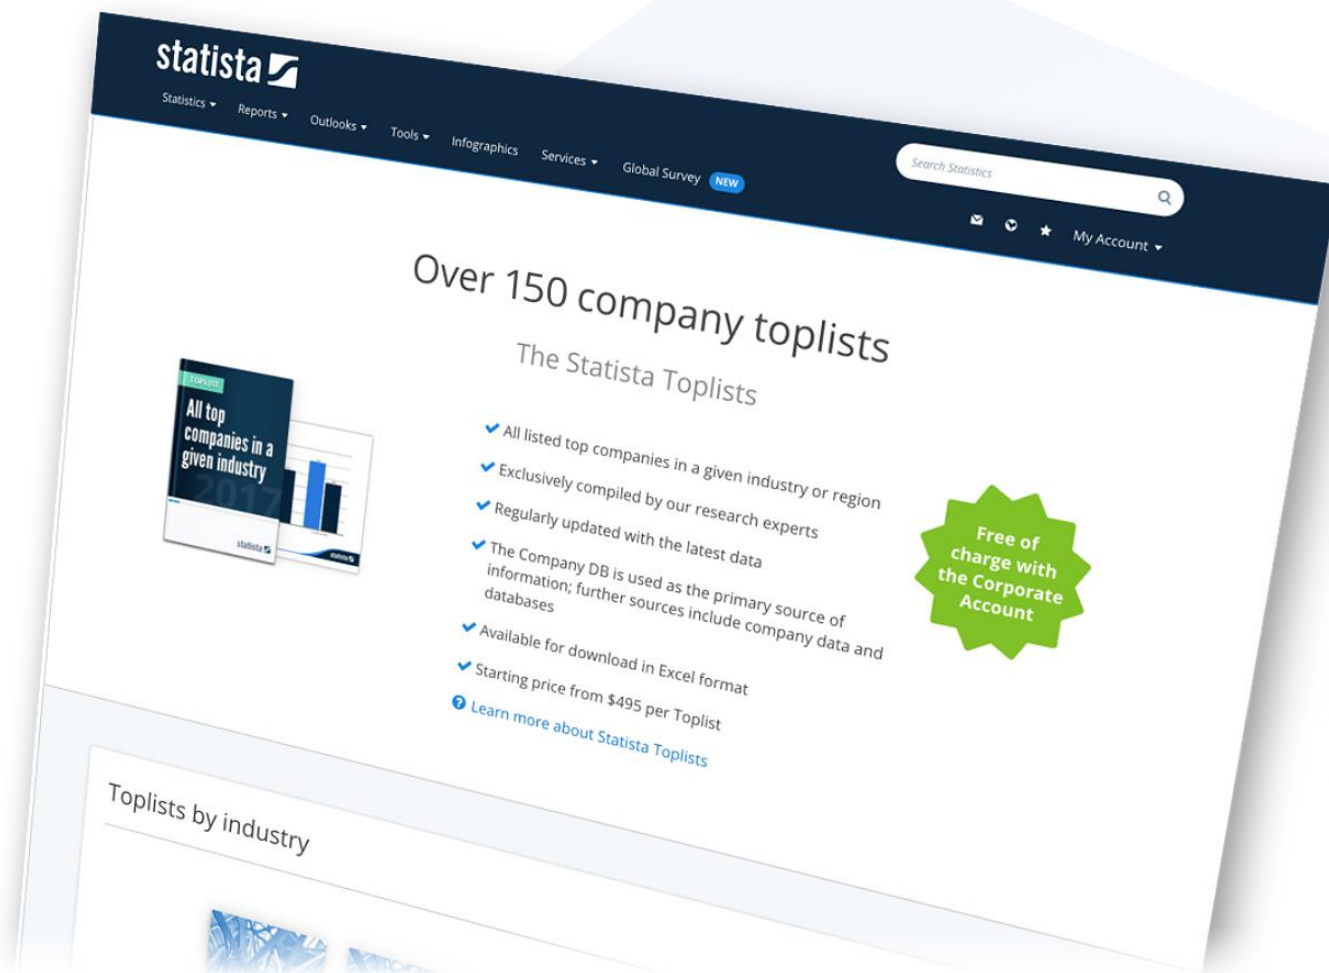 statista
Statistics
Reports
Outlooks
Tools
Infographics
Services
Global Survey
NEW
Search Statistics
My Account
Over 150 company toplists
The Statista Toplists
TOPLIST
All top
companies in a
given industry
2017
statista
statista
All listed top companies in a given industry or region
Exclusively compiled by our research experts
Regularly updated with the latest data
The Company DB is used as the primary source of
information; further sources include company data and
databases
Available for download in Excel format
Starting price from $495 per Toplist
Learn more about Statista Toplists
Free of
charge with
the Corporate
Account
Toplists by industry